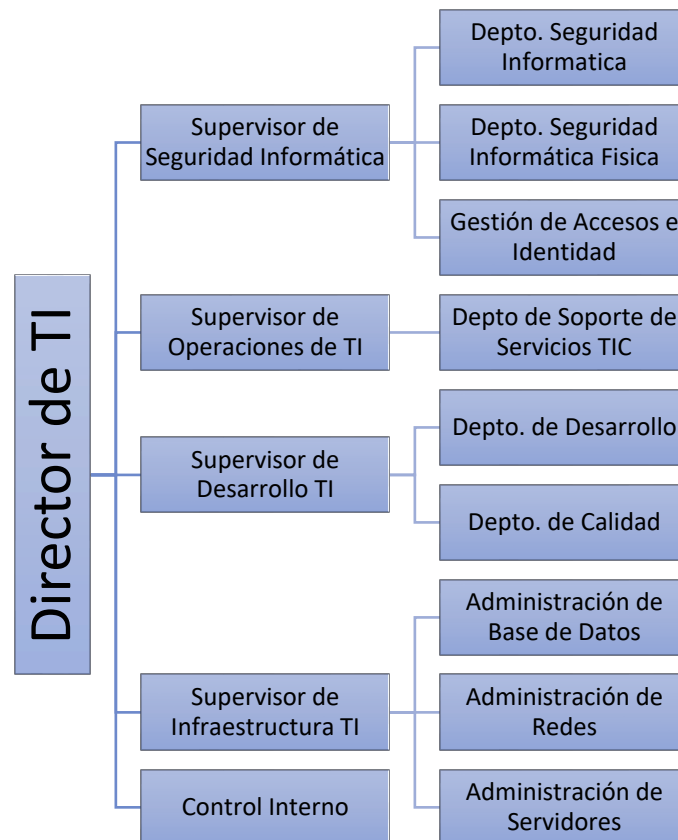 Director de TI
Supervisor de
Seguridad Informática
Depto. Seguridad
Informatica
Depto. Seguridad
Informática Fisica
Gestión de Accesos e
Identidad
Supervisor de
Operaciones de TI
Depto de Soporte de
Servicios TIC
Supervisor de
Desarrollo TI
Depto. de Desarrollo
Depto. de Calidad
Supervisor de
Infraestructura TI
Administración de
Base de Datos
Administración de
Redes
Administración de
Servidores
Control Interno